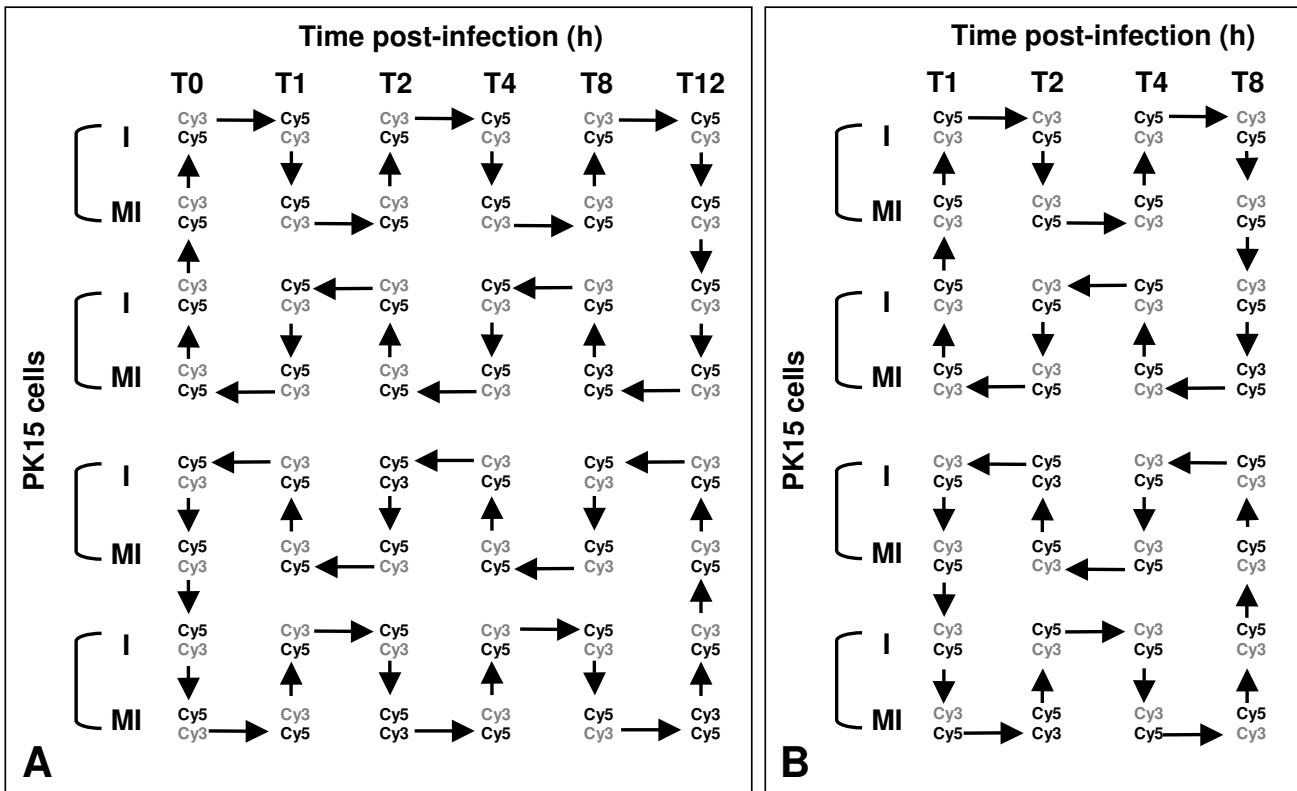 Time post-infection (h)
T0 T1 T2 T4 T8 T12
Cy3 Cy5 Cy3 Cy5 Cy3 Cy5
I Cy5 Cy3 Cy5 Cy3 Cy5 Cy3
Cy3 Cy5 Cy3 Cy5 Cy3 Cy5
MI Cy5 Cy3 Cy5 Cy3 Cy5 Cy3
Cy3 Cy5 Cy3 Cy5 Cy3 Cy5
I Cy5 Cy3 Cy5 Cy3 Cy5 Cy3
Cy3 Cy5 Cy3 Cy5 Cy3 Cy5
MI Cy5 Cy3 Cy5 Cy3 Cy5 Cy3
PK15 cells
Cy5 Cy3 Cy5 Cy3 Cy5 Cy3
I Cy3 Cy5 Cy3 Cy5 Cy3 Cy5
Cy5 Cy3 Cy5 Cy3 Cy5 Cy3
MI Cy3 Cy5 Cy3 Cy5 Cy3 Cy5
Cy5 Cy3 Cy5 Cy3 Cy5 Cy3
I Cy3 Cy5 Cy3 Cy5 Cy3 Cy5
Cy5 Cy3 Cy5 Cy3 Cy5 Cy3
MI Cy3 Cy5 Cy3 Cy5 Cy3 Cy5
A
Time post-infection (h)
T1 T2 T4 T8
Cy5 Cy3 Cy5 Cy3
I Cy3 Cy5 Cy3 Cy5
Cy5 Cy3 Cy5 Cy3
MI Cy3 Cy5 Cy3 Cy5
Cy5 Cy3 Cy5 Cy3
I Cy3 Cy5 Cy3 Cy5
Cy5 Cy3 Cy5 Cy3
MI Cy3 Cy5 Cy3 Cy5
PK15 cells
Cy3 Cy5 Cy3 Cy5
I Cy5 Cy3 Cy5 Cy3
Cy3 Cy5 Cy3 Cy5
MI Cy5 Cy3 Cy5 Cy3
Cy3 Cy5 Cy3 Cy5
I Cy5 Cy3 Cy5 Cy3
Cy3 Cy5 Cy3 Cy5
MI Cy5 Cy3 Cy5 Cy3
B